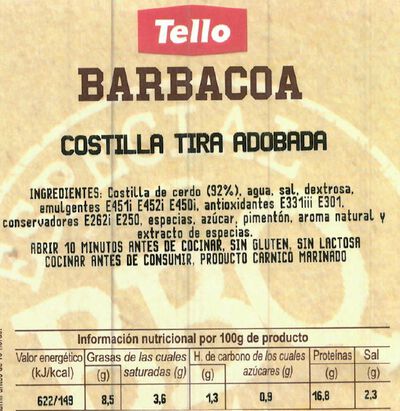 Tello
BARBACOA
COSTILLA TIRA ADOBADA
INGREDIENTES: Costilla de cerdo (92%), agua, sal, dextrosa,
emulgentes E451i E452i E450i, antioxidantes E331iii E301,
conservadores E262i E250, especias, azúcar, pimentón, aroma natural y
extracto de especias.
ABRIR 10 MINUTOS ANTES DE COCINAR, SIN GLUTEN, SIN LACTOSA
COCINAR ANTES DE CONSUMIR, PRODUCTO CARNICO MARINADO
ESPECIAL
Información nutricional por 100g de producto
Valor energético (kJ/kcal) Grasas (g) de las cuales saturadas (g) H. de carbono (g) de los cuales azúcares (g) Proteínas (g) Sal (g)
622/149 8,5 3,6 1,3 0,9 16,8 2,3